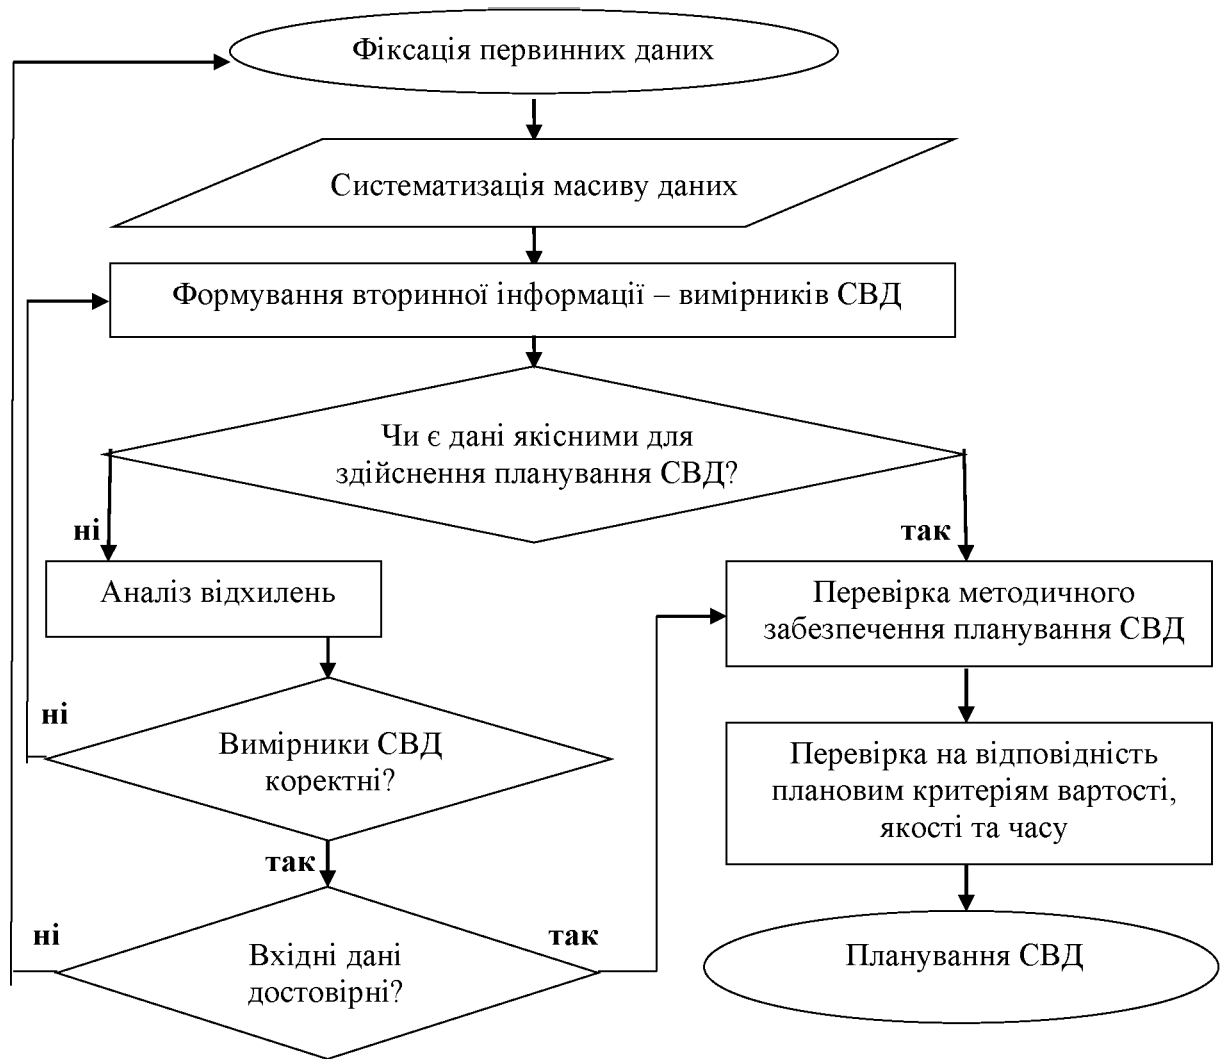 Фіксація первинних даних
Систематизація масиву даних
Формування вторинної інформації – вимірників СВД
Чи є дані якісними для
здійснення планування СВД?
ні
так
Аналіз відхилень
Перевірка методичного
забезпечення планування СВД
ні
Вимірники СВД
коректні?
Перевірка на відповідність
плановим критеріям вартості,
якості та часу
так
ні
так
Вхідні дані
достовірні?
Планування СВД